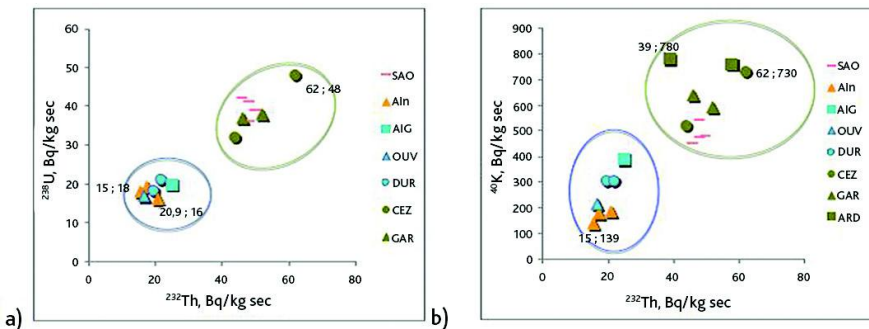 60
50
40
30
20
10
0
0
20
40
60
80
238U, Bq/kg sec
232Th, Bq/kg sec
62 ; 48
15 ; 18
20,9 ; 16
SAO
Aln
AIG
OUV
DUR
CEZ
GAR
a)
900
800
700
600
500
400
300
200
100
0
0
20
40
60
80
40K, Bq/kg sec
232Th, Bq/kg sec
39 ; 780
62 ; 730
15 ; 139
SAO
Aln
AIG
OUV
DUR
CEZ
GAR
ARD
b)